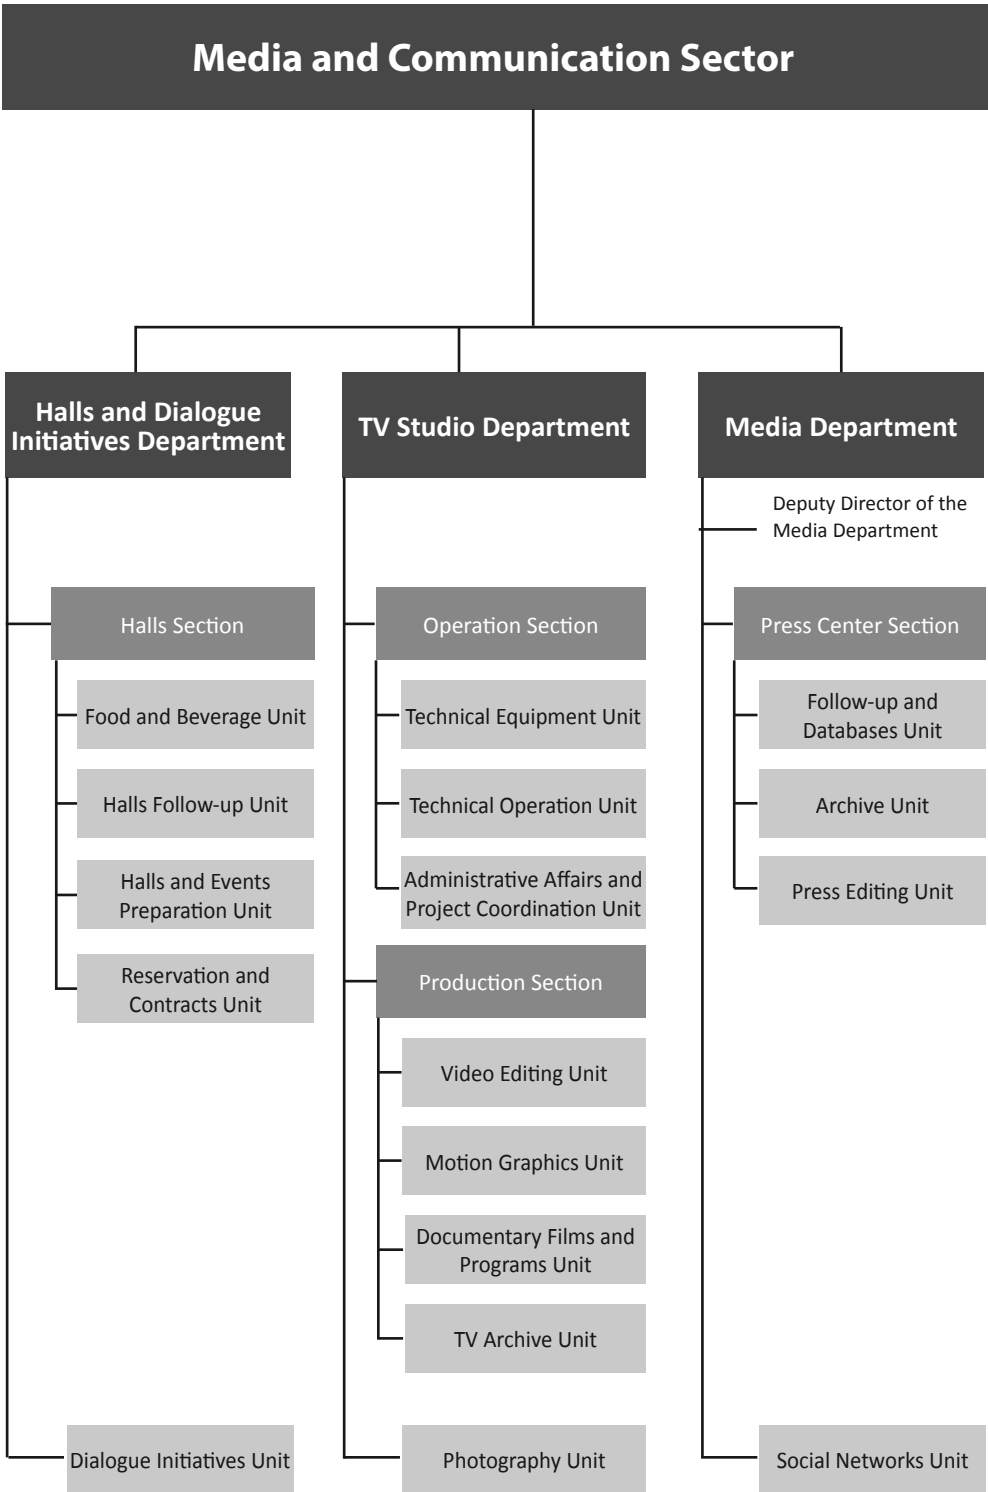 Media and Communication Sector
Halls and Dialogue
Initiatives Department
Halls Section
Food and Beverage Unit
Halls Follow-up Unit
Halls and Events
Preparation Unit
Reservation and
Contracts Unit
Dialogue Initiatives Unit
TV Studio Department
Operation Section
Technical Equipment Unit
Technical Operation Unit
Administrative Affairs and
Project Coordination Unit
Production Section
Video Editing Unit
Motion Graphics Unit
Documentary Films and
Programs Unit
TV Archive Unit
Photography Unit
Media Department
Deputy Director of the
Media Department
Press Center Section
Follow-up and
Databases Unit
Archive Unit
Press Editing Unit
Social Networks Unit